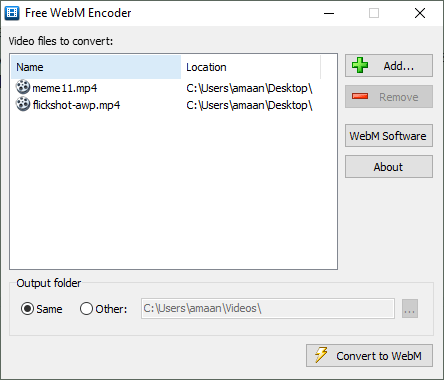 Free WebM Encoder
Video files to convert:
Name Location
meme11.mp4 C:\Users\amaan\Desktop\
flickshot-awp.mp4 C:\Users\amaan\Desktop\
Add...
Remove
WebM Software
About
Output folder
Same Other: C:\Users\amaan\Videos\ ...
Convert to WebM